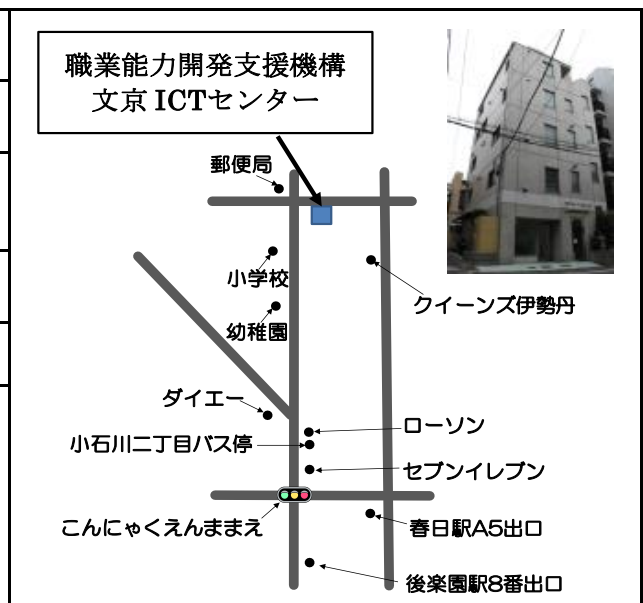 職業能力開発支援機構
文京 ICTセンター
郵便局
小学校
クイーンズ伊勢丹
幼稚園
ダイエー
ローソン
小石川二丁目バス停
セブンイレブン
こんにゃくえんままえ
春日駅A5出口
後楽園駅8番出口